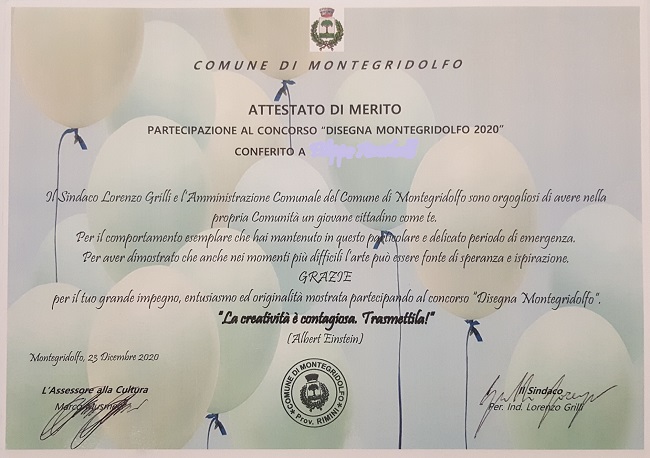 COMUNE DI MONTEGRIDOLFO
ATTESTATO DI MERITO
PARTECIPAZIONE AL CONCORSO "DISEGNA MONTEGRIDOLFO 2020"
CONFERITO A
Il Sindaco Lorenzo Grilli e l'Amministrazione Comunale del Comune di Montegridolfo sono orgogliosi di avere nella
propria Comunità un giovane cittadino come te.
Per il comportamento esemplare che hai mantenuto in questo particolare e delicato periodo di emergenza.
Per aver dimostrato che anche nei momenti più difficili l'arte può essere fonte di speranza e ispirazione.
GRAZIE
per il tuo grande impegno, entusiasmo ed originalità mostrata partecipando al concorso "Disegna Montegridolfo".
"La creatività è contagiosa. Trasmettila!"
(Albert Einstein)
Montegridolfo, 23 Dicembre 2020
L'Assessore alla Cultura
Marco
COMUNE DI MONTEGRIDOLFO
Prov. RIMINI
Il Sindaco
Per. Ind. Lorenzo Grilli